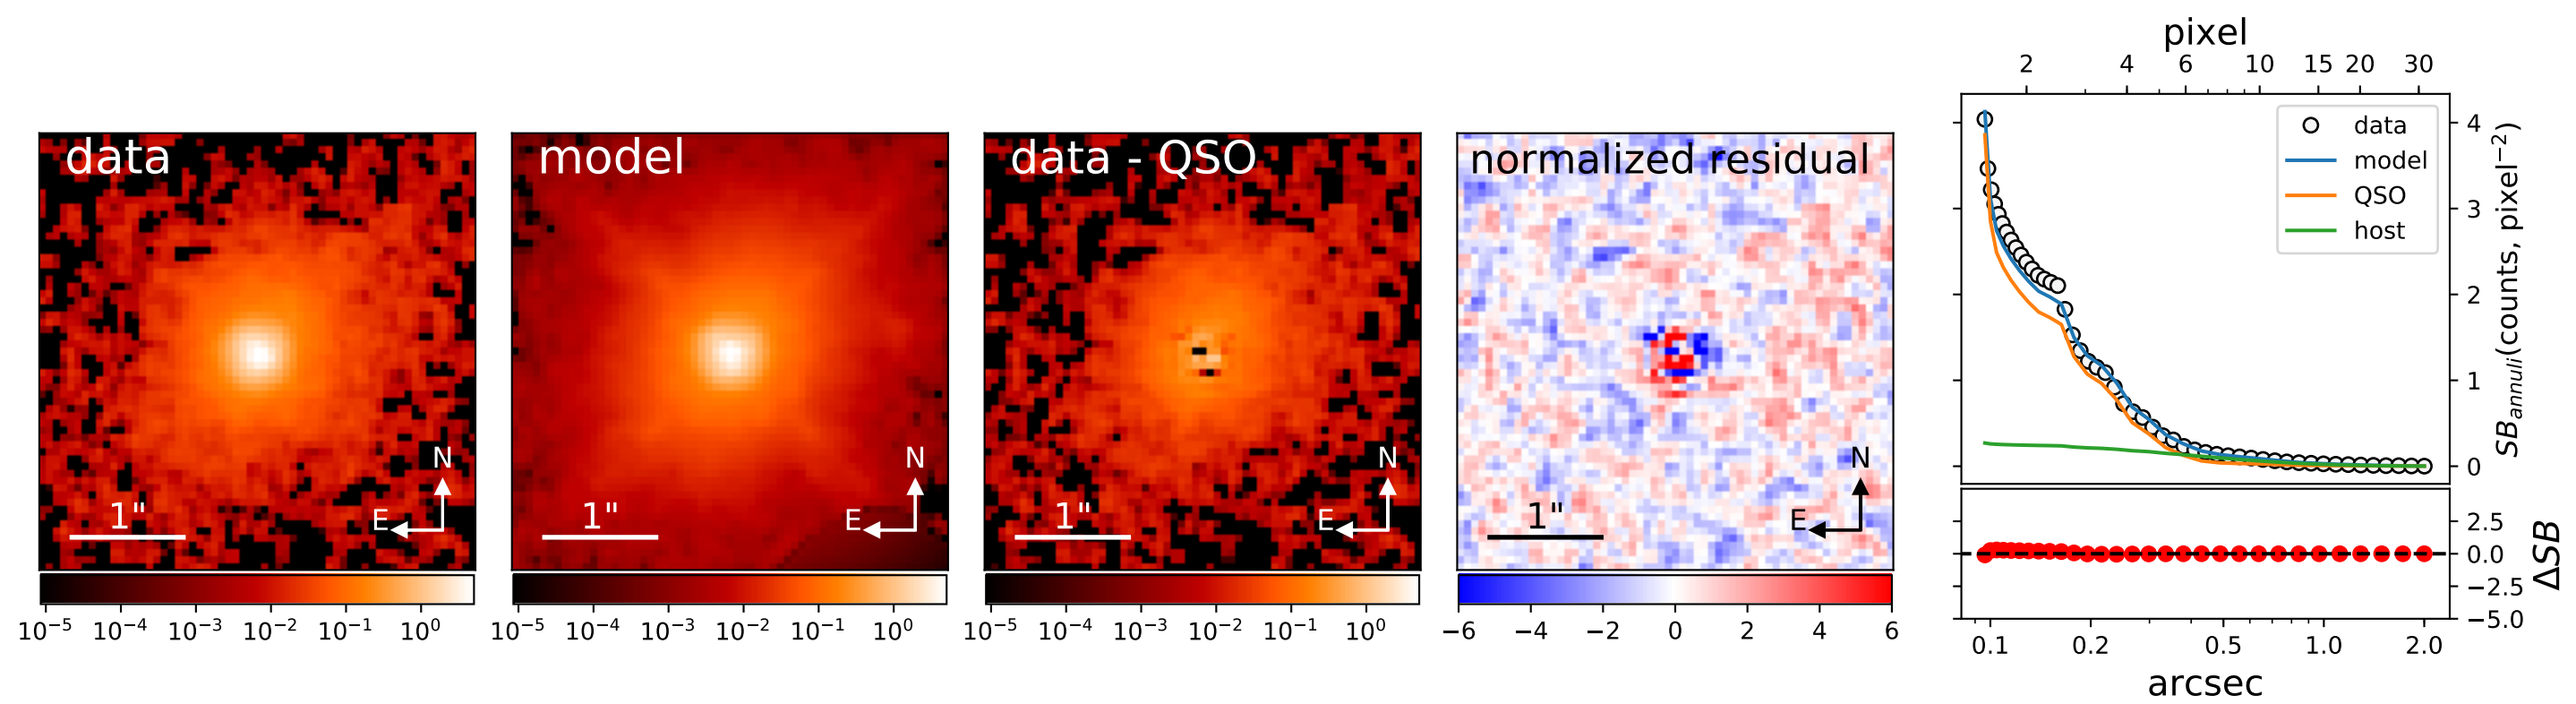 data
N
E
1"
10⁻⁵ 10⁻⁴ 10⁻³ 10⁻² 10⁻¹ 10⁰
model
N
E
1"
10⁻⁵ 10⁻⁴ 10⁻³ 10⁻² 10⁻¹ 10⁰
data - QSO
N
E
1"
10⁻⁵ 10⁻⁴ 10⁻³ 10⁻² 10⁻¹ 10⁰
normalized residual
N
E
1"
−6 −4 −2 0 2 4 6
pixel
2 4 6 10 15 20 30
data
model
QSO
host
4
3
2
1
0
SB_annuli(counts, pixel⁻²)
2.5
0.0
−2.5
−5.0
ΔSB
0.1 0.2 0.5 1.0 2.0
arcsec